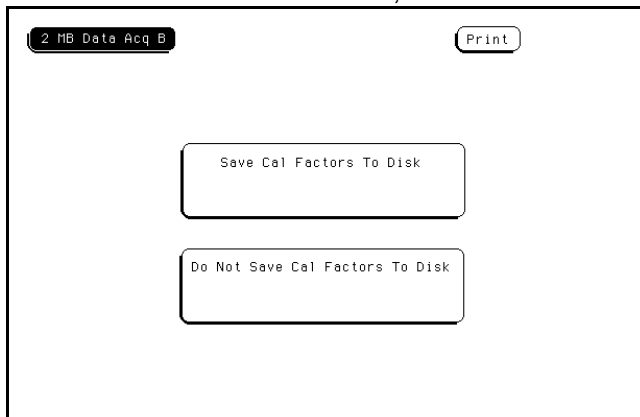 2 MB Data Acq B
Print
Save Cal Factors To Disk
Do Not Save Cal Factors To Disk